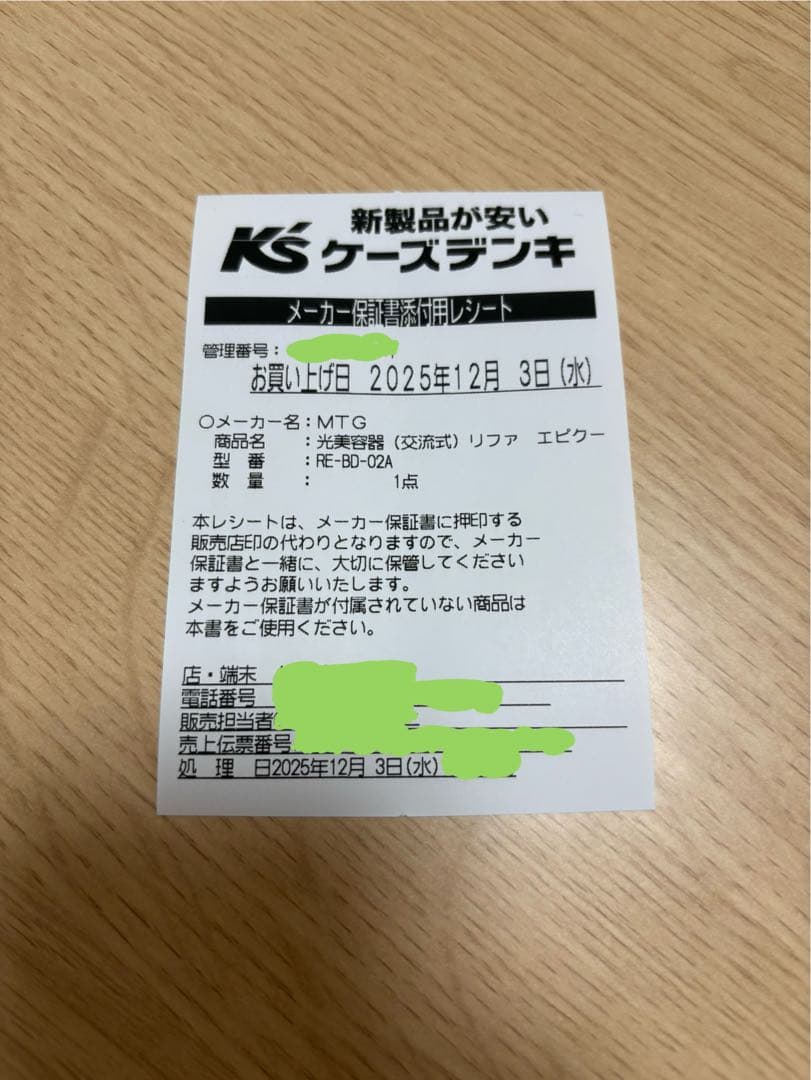 新製品が安い
K's ケーズデンキ
メーカー保証書添付用レシート
管理番号：
お買い上げ日 2025年12月 3日(水)
○メーカー名：MTG
商品名 ：光美容器（交流式）リファ エピクー
型 番 ：RE-BD-02A
数 量 ： 1点
本レシートは、メーカー保証書に押印する
販売店印の代わりとなりますので、メーカー
保証書と一緒に、大切に保管してください
ますようお願いいたします。
メーカー保証書が付属されていない商品は
本書をご使用ください。
店・端末
電話番号
販売担当者
売上伝票番号
処 理 日2025年12月 3日(水)